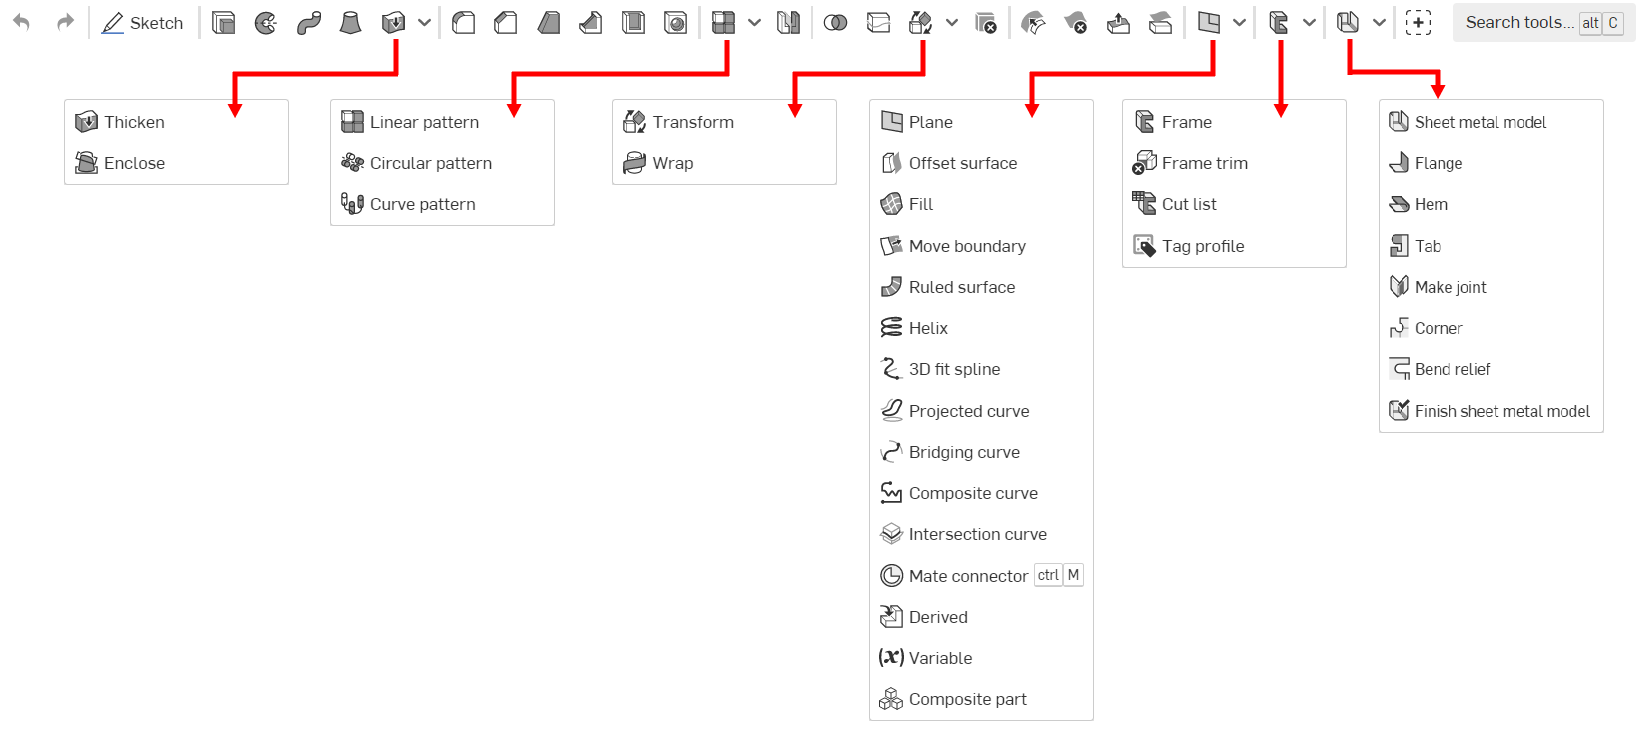 Sketch
Search tools... alt C
Thicken
Enclose
Linear pattern
Circular pattern
Curve pattern
Transform
Wrap
Plane
Offset surface
Fill
Move boundary
Ruled surface
Helix
3D fit spline
Projected curve
Bridging curve
Composite curve
Intersection curve
Mate connector ctrl M
Derived
(x) Variable
Composite part
Frame
Frame trim
Cut list
Tag profile
Sheet metal model
Flange
Hem
Tab
Make joint
Corner
Bend relief
Finish sheet metal model